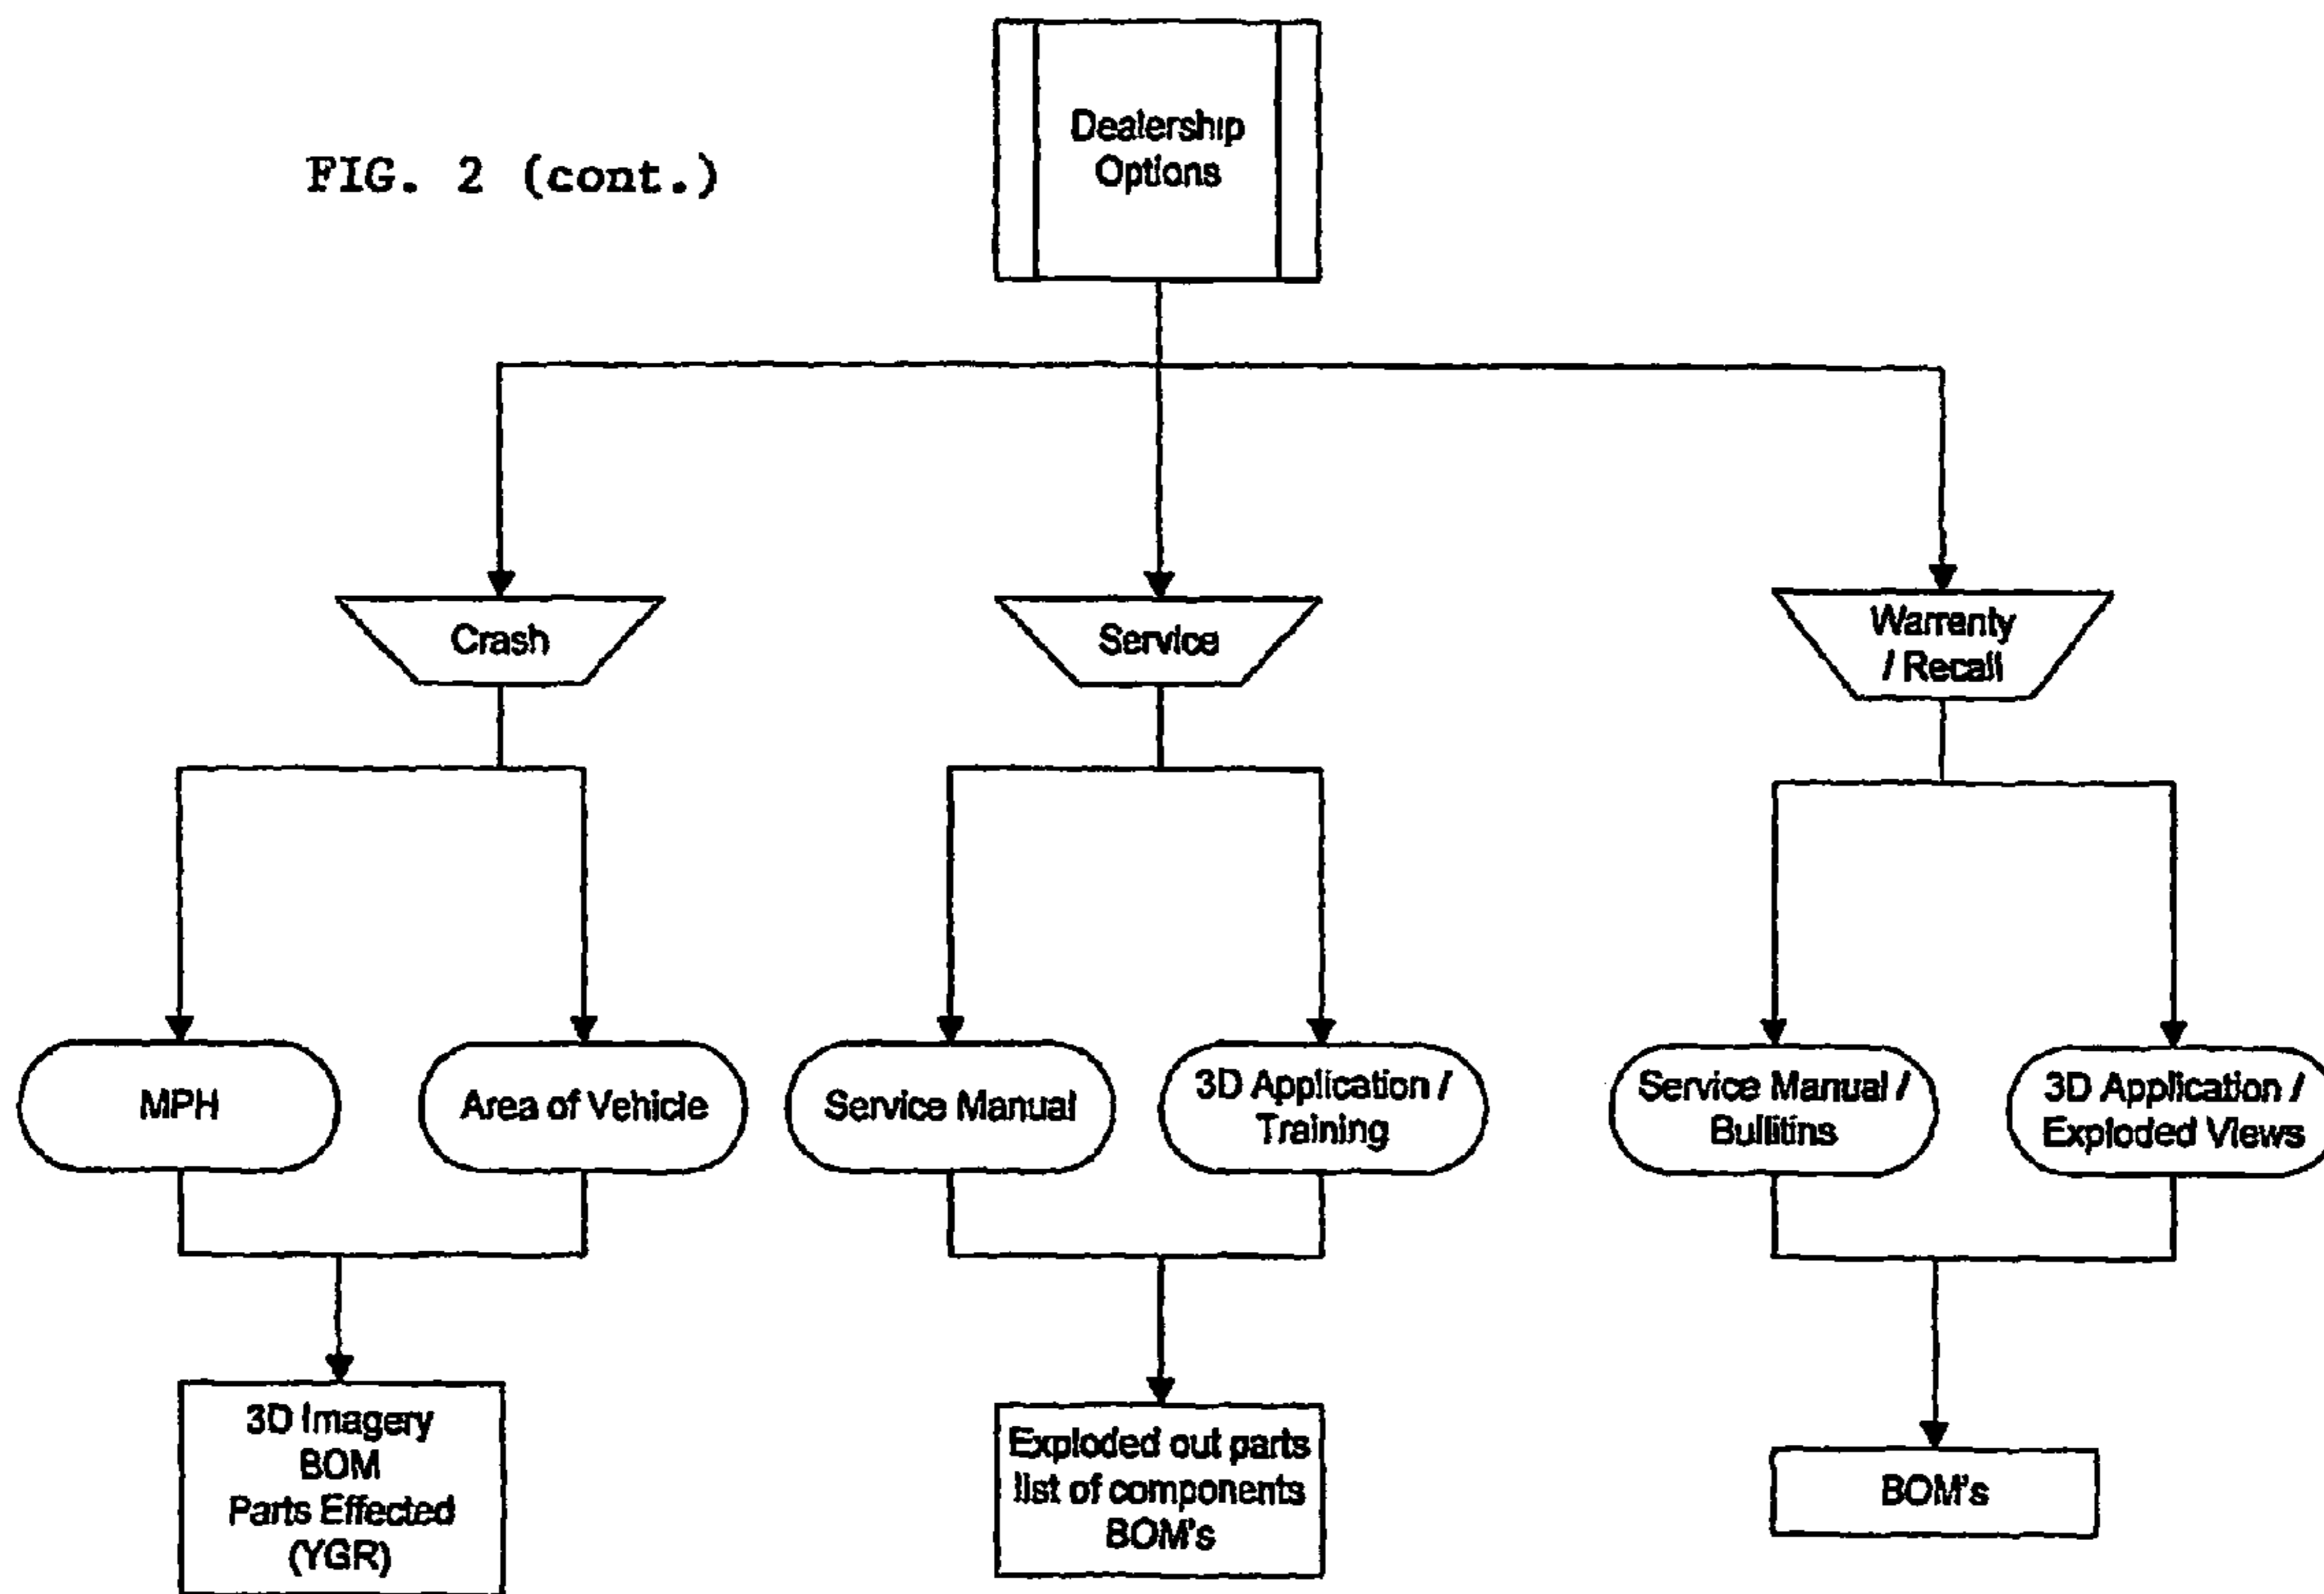 FIG. 2 (cont.)
Dealership
Options
Crash
Service
Warrenty
/ Recall
MPH
Area of Vehicle
Service Manual
3D Application /
Training
Service Manual /
Bullitins
3D Application /
Exploded Views
3D Imagery
BOM
Parts Effected
(YGR)
Exploded out parts
list of components
BOM's
BOM's